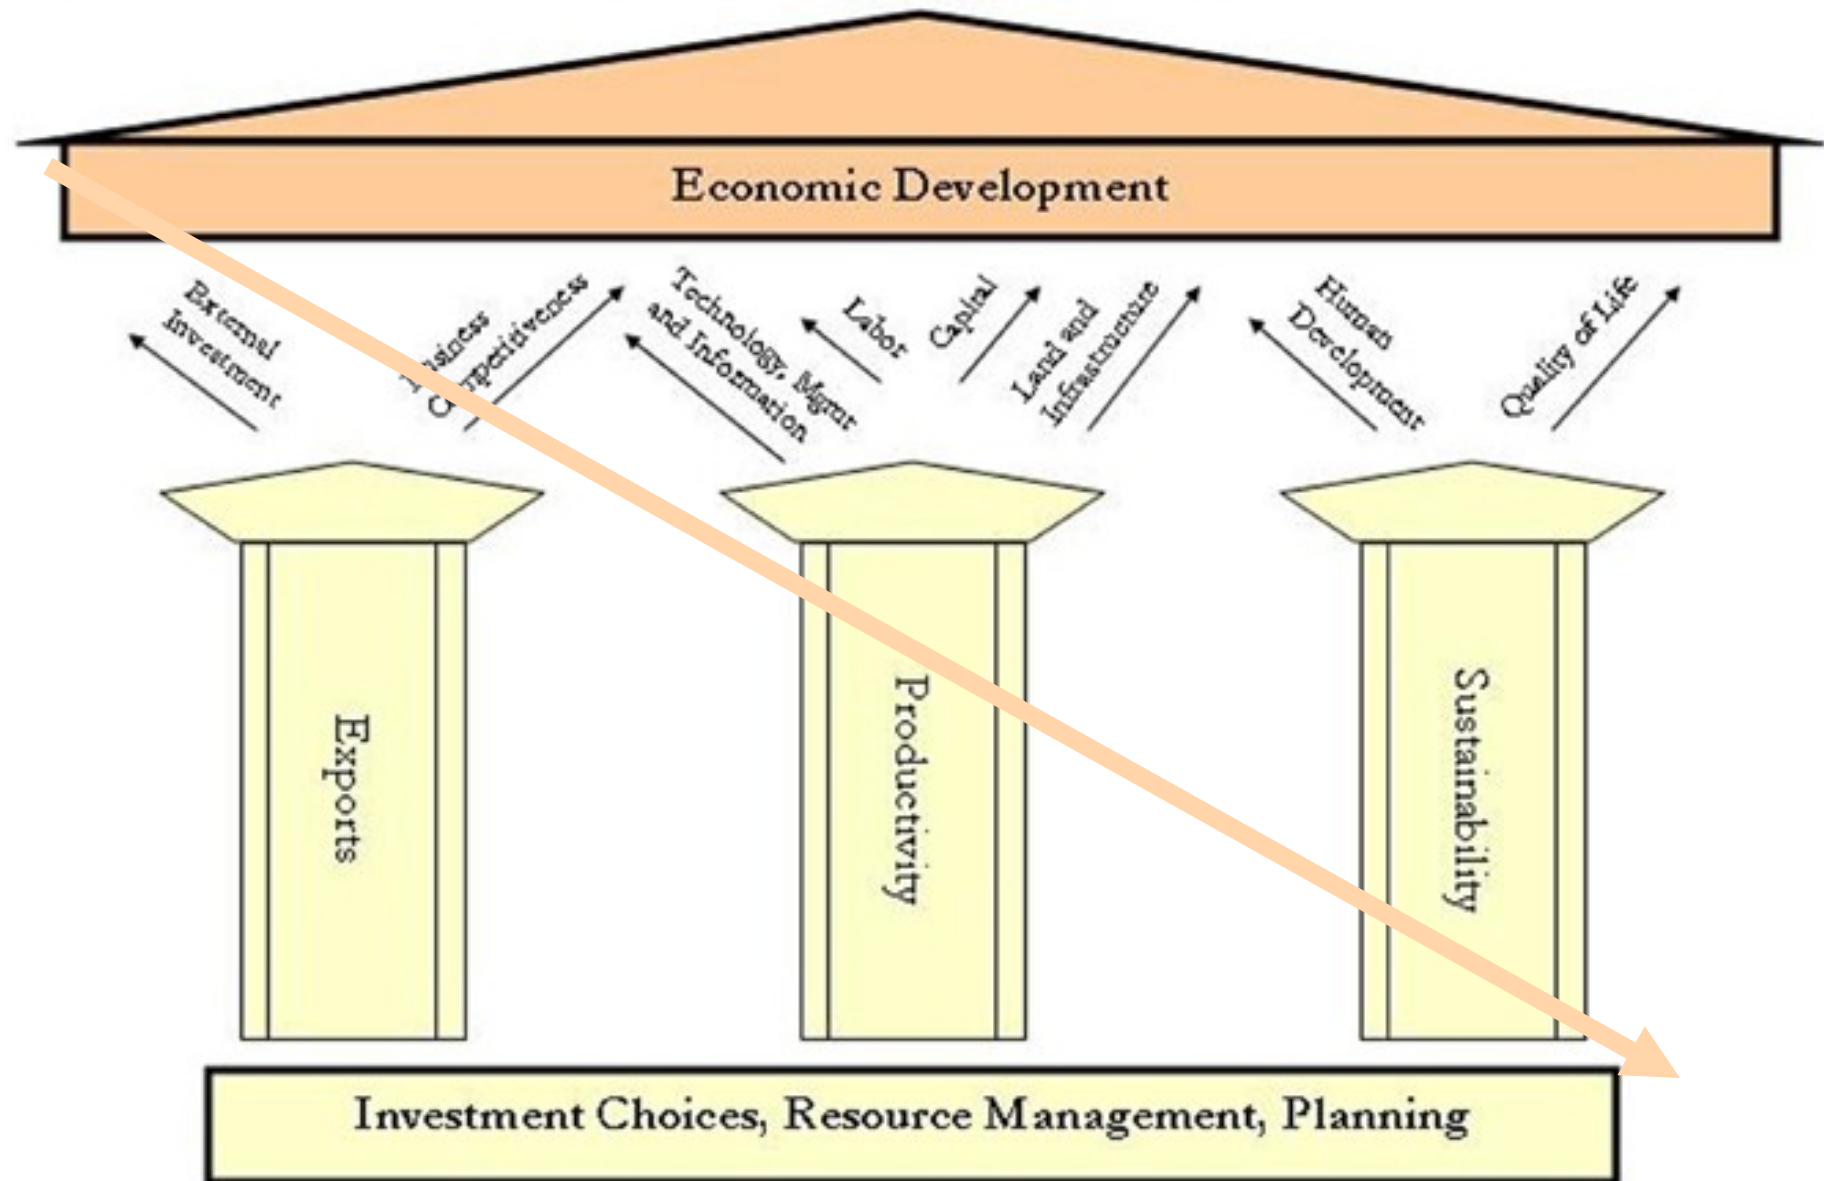 Economic Development
External
Investment
Competitiveness
Technology, Mgmt
and Information
Labor
Capital
Land and
Infrastructure
Human
Development
Quality of Life
Exports
Productivity
Sustainability
Investment Choices, Resource Management, Planning